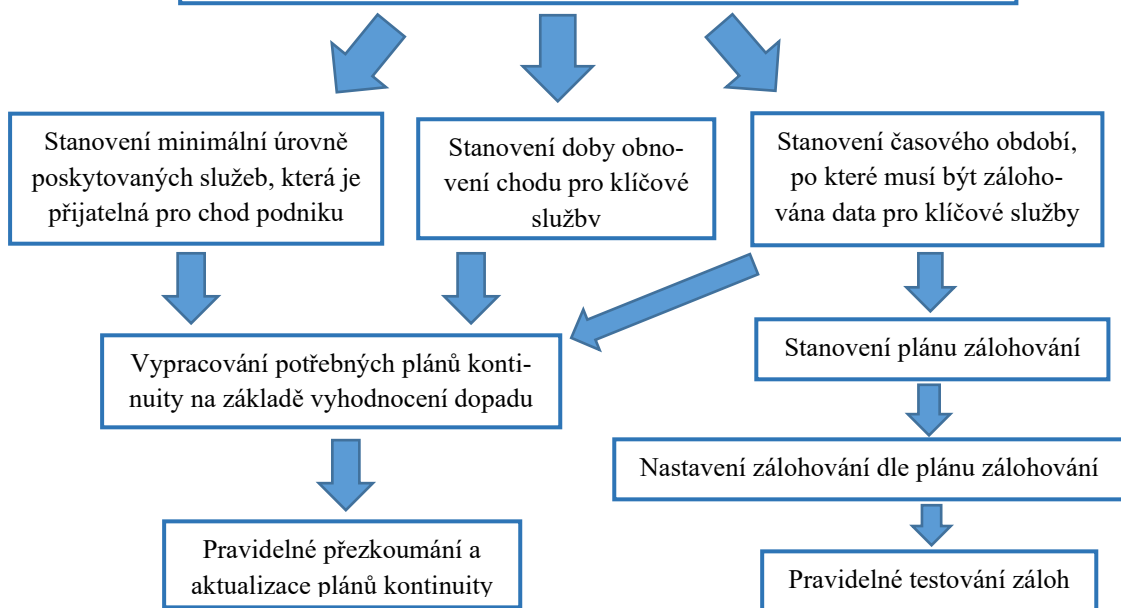 Stanovení minimální úrovně
poskytovaných služeb, která je
přijatelná pro chod podniku
Stanovení doby obno-
vení chodu pro klíčové
službv
Stanovení časového období,
po které musí být záloho-
vána data pro klíčové služby
Vypracování potřebných plánů konti-
nuity na základě vyhodnocení dopadu
Stanovení plánu zálohování
Nastavení zálohování dle plánu zálohování
Pravidelné přezkoumání a
aktualizace plánů kontinuity
Pravidelné testování záloh